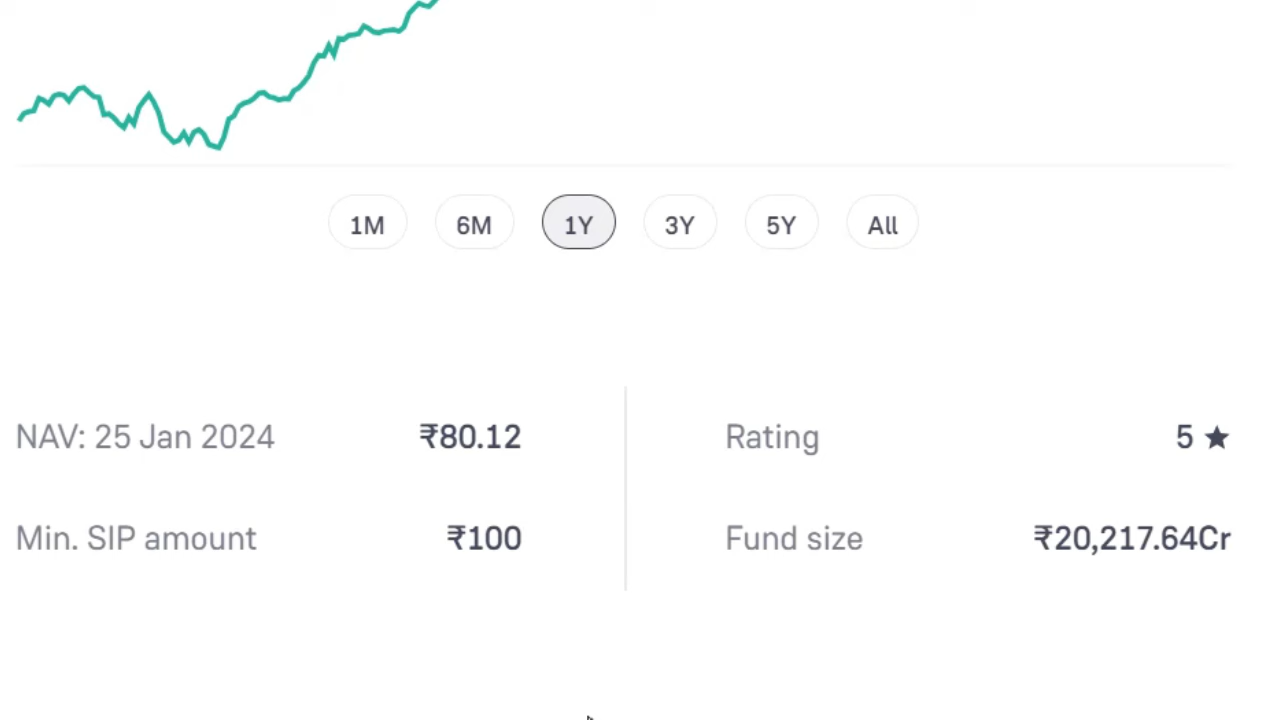 1M 6M 1Y 3Y 5Y All
NAV: 25 Jan 2024 ₹80.12
Rating 5 ★
Min. SIP amount ₹100
Fund size ₹20,217.64Cr